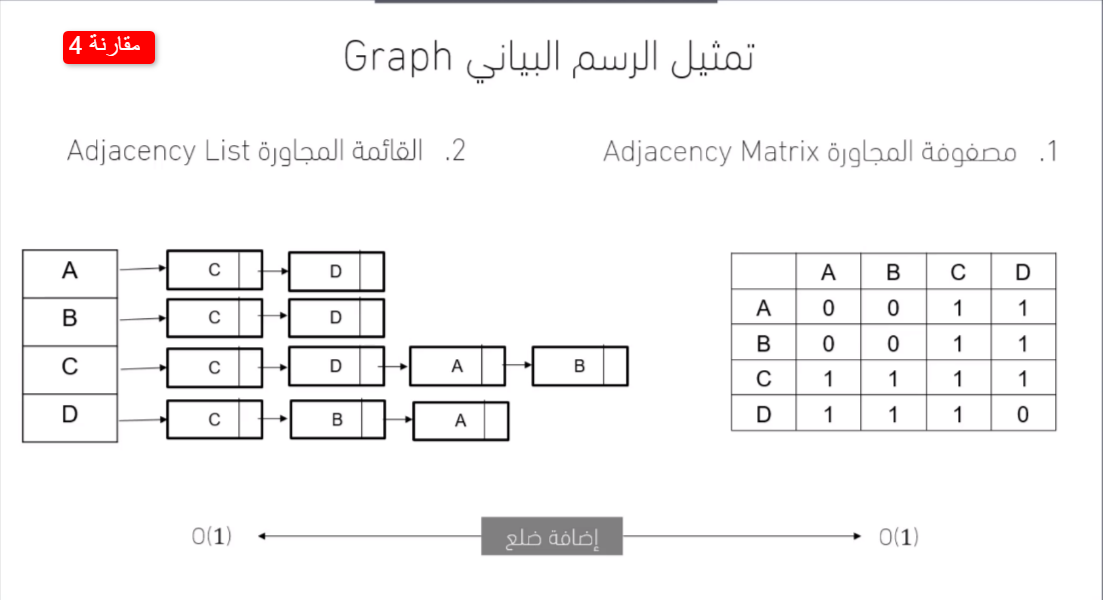 مقارنة 4
تمثيل الرسم البياني Graph
1. مصفوفة المجاورة Adjacency Matrix
2. القائمة المجاورة Adjacency List
A B C D
A 0 0 1 1
B 0 0 1 1
C 1 1 1 1
D 1 1 1 0
A C D
B C D
C C D A B
D C B A
O(1) إضافة ضلع O(1)